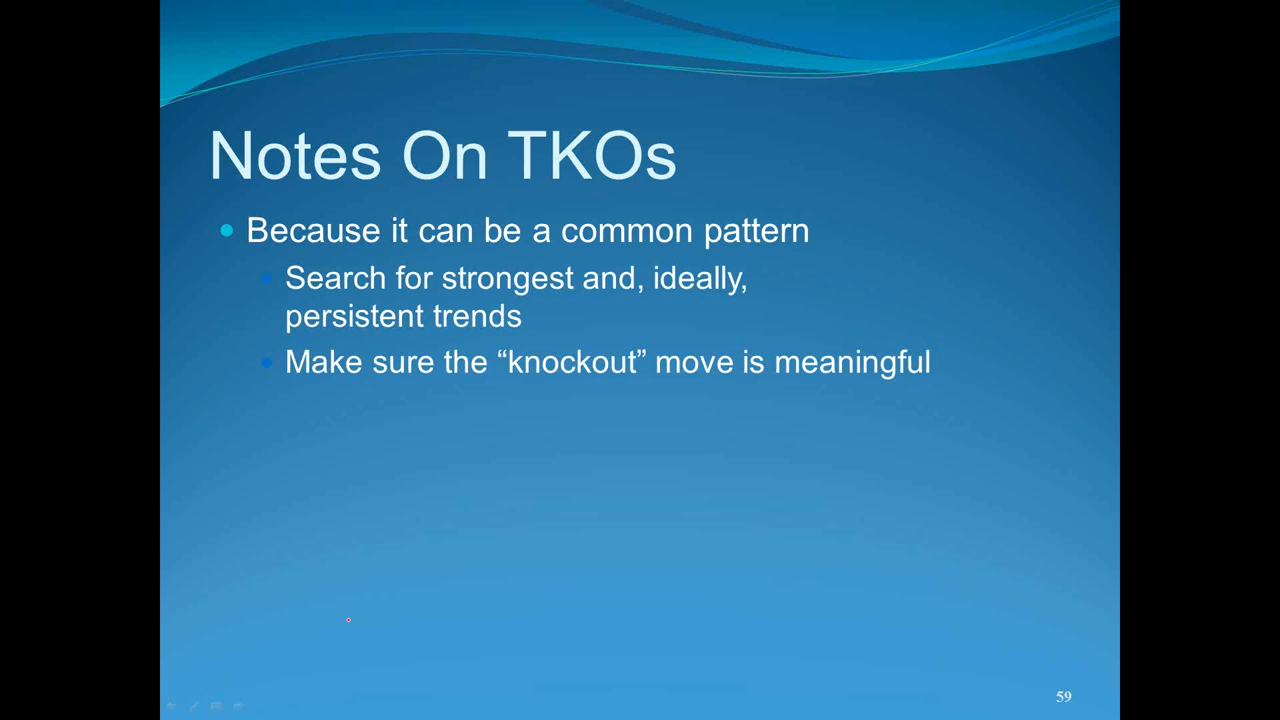 Notes On TKOs
Because it can be a common pattern
Search for strongest and, ideally,
persistent trends
Make sure the “knockout” move is meaningful
59